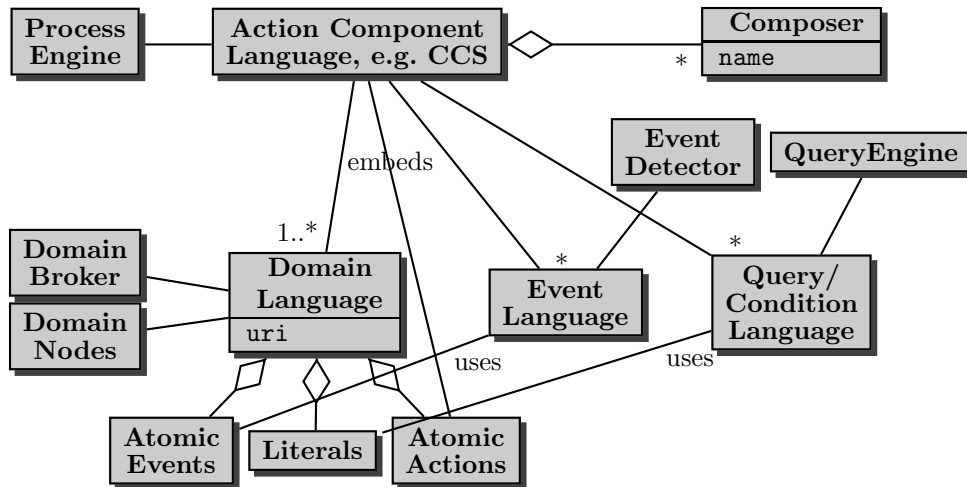 Process
Engine
Action Component
Language, e.g. CCS
Composer
name
*
Event
Detector
QueryEngine
embeds
1..*
*
*
Domain
Broker
Domain
Nodes
Domain
Language
uri
Event
Language
Query/
Condition
Language
uses
uses
Atomic
Events
Literals
Atomic
Actions